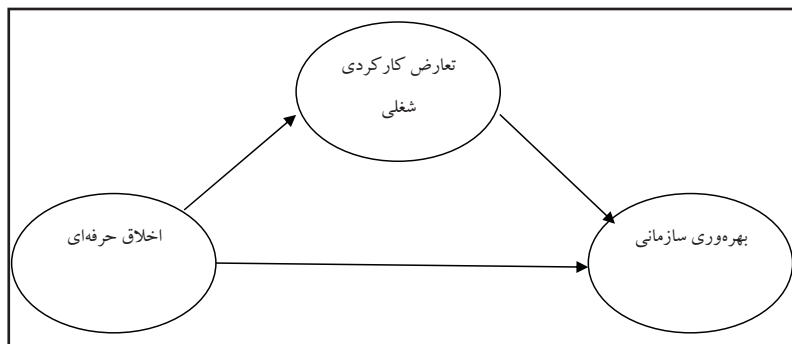 تعارض کارکردی
شغلی
اخلاق حرفه‌ای
بهره‌وری سازمانی